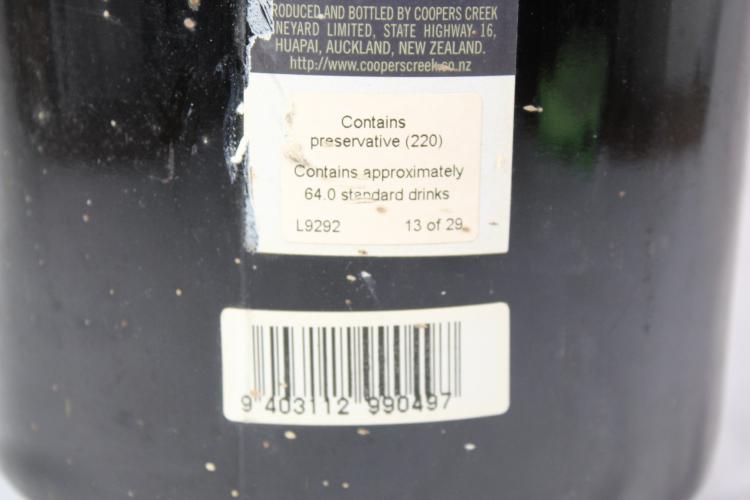 RODUCED AND BOTTLED BY COOPERS CREEK
NEYARD LIMITED, STATE HIGHWAY 16,
HUAPAI, AUCKLAND, NEW ZEALAND.
http://www.cooperscreek.co.nz
Contains
preservative (220)
Contains approximately
64.0 standard drinks
L9292 13 of 29
9 403112 990497